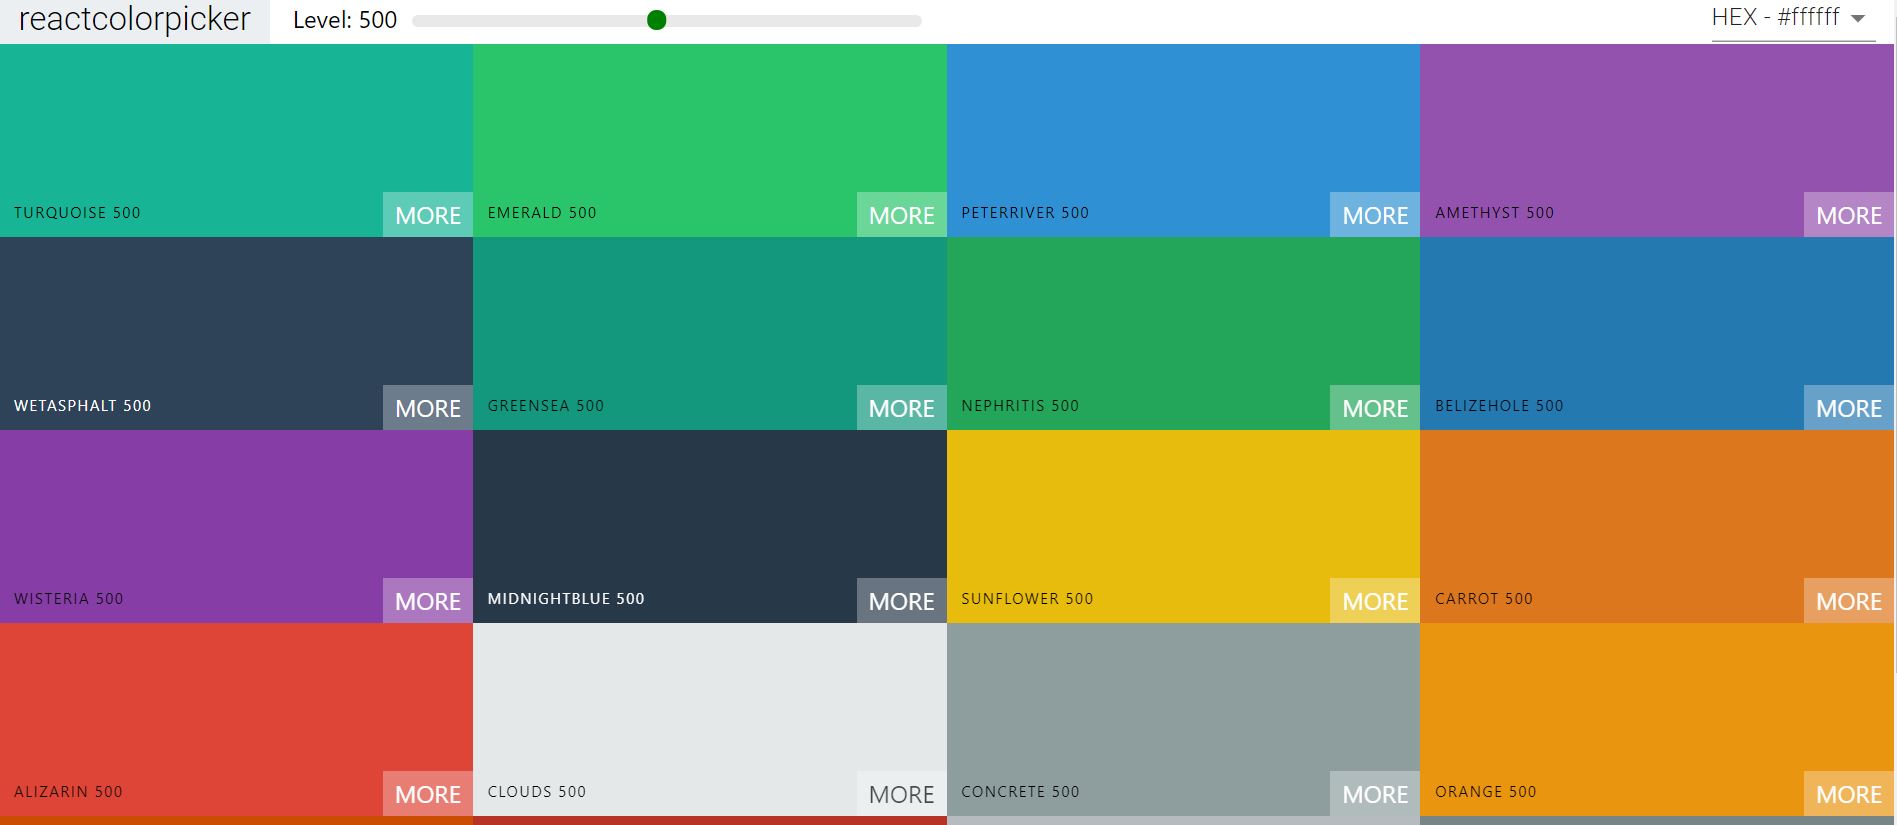 reactcolorpicker Level: 500 HEX - #ffffff
TURQUOISE 500 MORE EMERALD 500 MORE PETERRIVER 500 MORE AMETHYST 500 MORE
WETASPHALT 500 MORE GREENSEA 500 MORE NEPHRITIS 500 MORE BELIZEHOLE 500 MORE
WISTERIA 500 MORE MIDNIGHTBLUE 500 MORE SUNFLOWER 500 MORE CARROT 500 MORE
ALIZARIN 500 MORE CLOUDS 500 MORE CONCRETE 500 MORE ORANGE 500 MORE